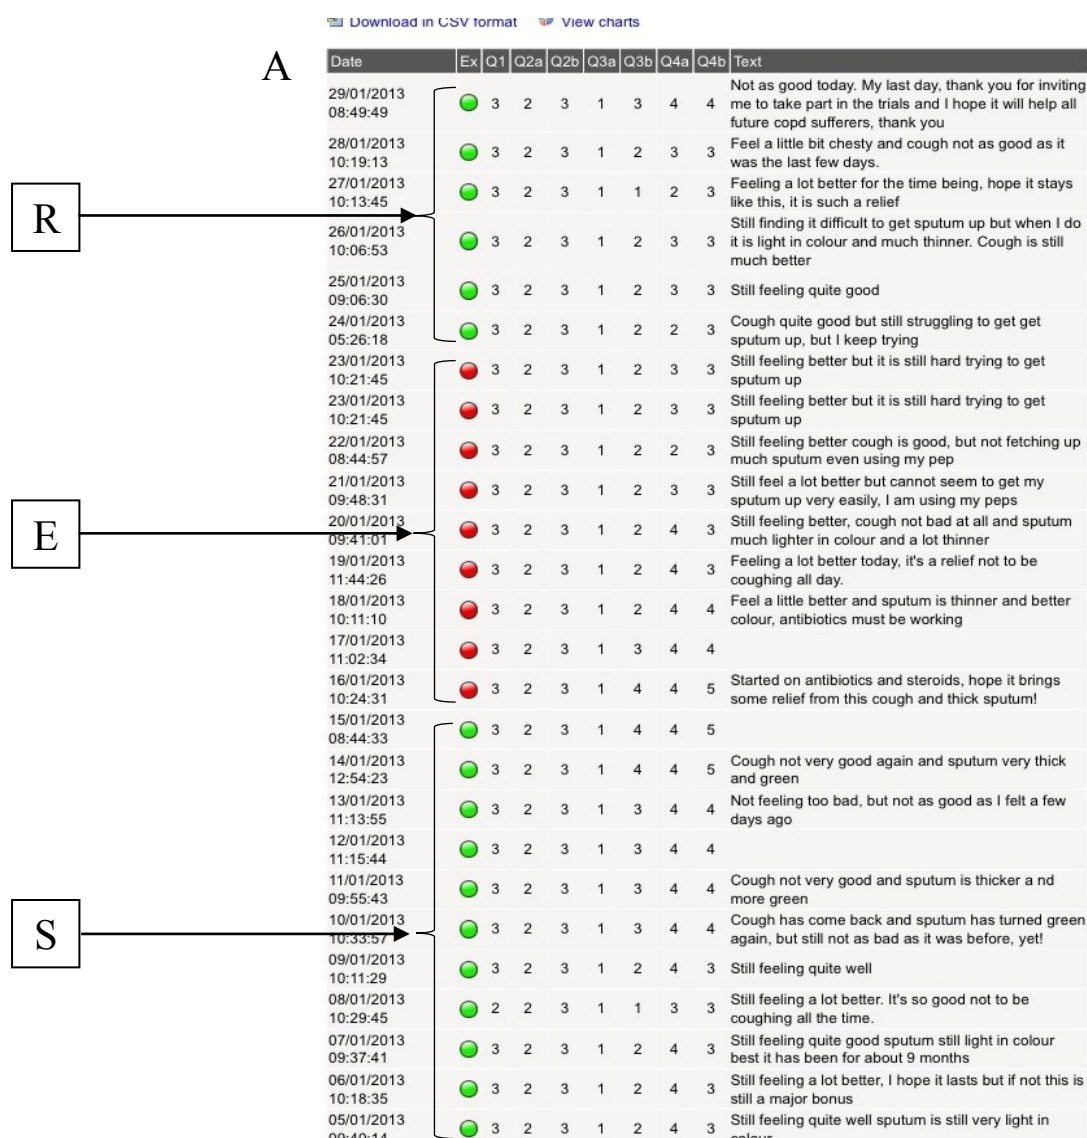 Download in CSV format View charts
A
Date Ex Q1 Q2a Q2b Q3a Q3b Q4a Q4b Text
29/01/2013
08:49:49
3 2 3 1 3 4 4
Not as good today. My last day, thank you for inviting
me to take part in the trials and I hope it will help all
future copd sufferers, thank you
28/01/2013
10:19:13
3 2 3 1 2 3 3
Feel a little bit chesty and cough not as good as it
was the last few days.
R
27/01/2013
10:13:45
3 2 3 1 1 2 3
Feeling a lot better for the time being, hope it stays
like this, it is such a relief
26/01/2013
10:06:53
3 2 3 1 2 3 3
Still finding it difficult to get sputum up but when I do
it is light in colour and much thinner. Cough is still
much better
25/01/2013
09:06:30
3 2 3 1 2 3 3
Still feeling quite good
24/01/2013
05:26:18
3 2 3 1 2 2 3
Cough quite good but still struggling to get get
sputum up, but I keep trying
23/01/2013
10:21:45
3 2 3 1 2 3 3
Still feeling better but it is still hard trying to get
sputum up
23/01/2013
10:21:45
3 2 3 1 2 3 3
Still feeling better but it is still hard trying to get
sputum up
22/01/2013
08:44:57
3 2 3 1 2 2 3
Still feeling better cough is good, but not fetching up
much sputum even using my pep
21/01/2013
09:48:31
3 2 3 1 2 3 3
Still feel a lot better but cannot seem to get my
sputum up very easily, I am using my peps
E
20/01/2013
09:41:01
3 2 3 1 2 4 3
Still feeling better, cough not bad at all and sputum
much lighter in colour and a lot thinner
19/01/2013
11:44:26
3 2 3 1 2 4 3
Feeling a lot better today, it's a relief not to be
coughing all day.
18/01/2013
10:11:10
3 2 3 1 2 4 4
Feel a little better and sputum is thinner and better
colour, antibiotics must be working
17/01/2013
11:02:34
3 2 3 1 3 4 4
16/01/2013
10:24:31
3 2 3 1 4 4 5
Started on antibiotics and steroids, hope it brings
some relief from this cough and thick sputum!
15/01/2013
08:44:33
3 2 3 1 4 4 5
14/01/2013
12:54:23
3 2 3 1 4 4 5
Cough not very good again and sputum very thick
and green
13/01/2013
11:13:55
3 2 3 1 3 4 4
Not feeling too bad, but not as good as I felt a few
days ago
12/01/2013
11:15:44
3 2 3 1 3 4 4
11/01/2013
09:55:43
3 2 3 1 3 4 4
Cough not very good and sputum is thicker a nd
more green
S
10/01/2013
10:33:57
3 2 3 1 3 4 4
Cough has come back and sputum has turned green
again, but still not as bad as it was before, yet!
09/01/2013
10:11:29
3 2 3 1 2 4 3
Still feeling quite well
08/01/2013
10:29:45
2 2 3 1 1 3 3
Still feeling a lot better. It's so good not to be
coughing all the time.
07/01/2013
09:37:41
3 2 3 1 2 4 3
Still feeling quite good sputum still light in colour
best it has been for about 9 months
06/01/2013
10:18:35
3 2 3 1 2 4 3
Still feeling a lot better, I hope it lasts but if not this is
still a major bonus
05/01/2013
09:40:14
3 2 3 1 2 4 3
Still feeling quite well sputum is still very light in
colour